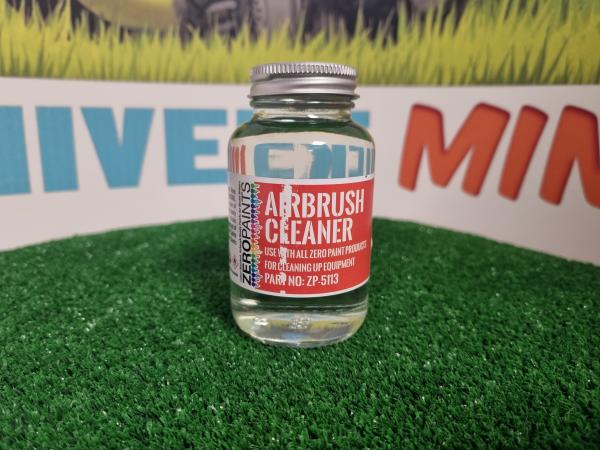 ZEROPAINTS
AIRBRUSH
CLEANER
USE WITH ALL ZERO PAINT PRODUCTS
FOR CLEANING UP EQUIPMENT
PART NO: ZP-5113